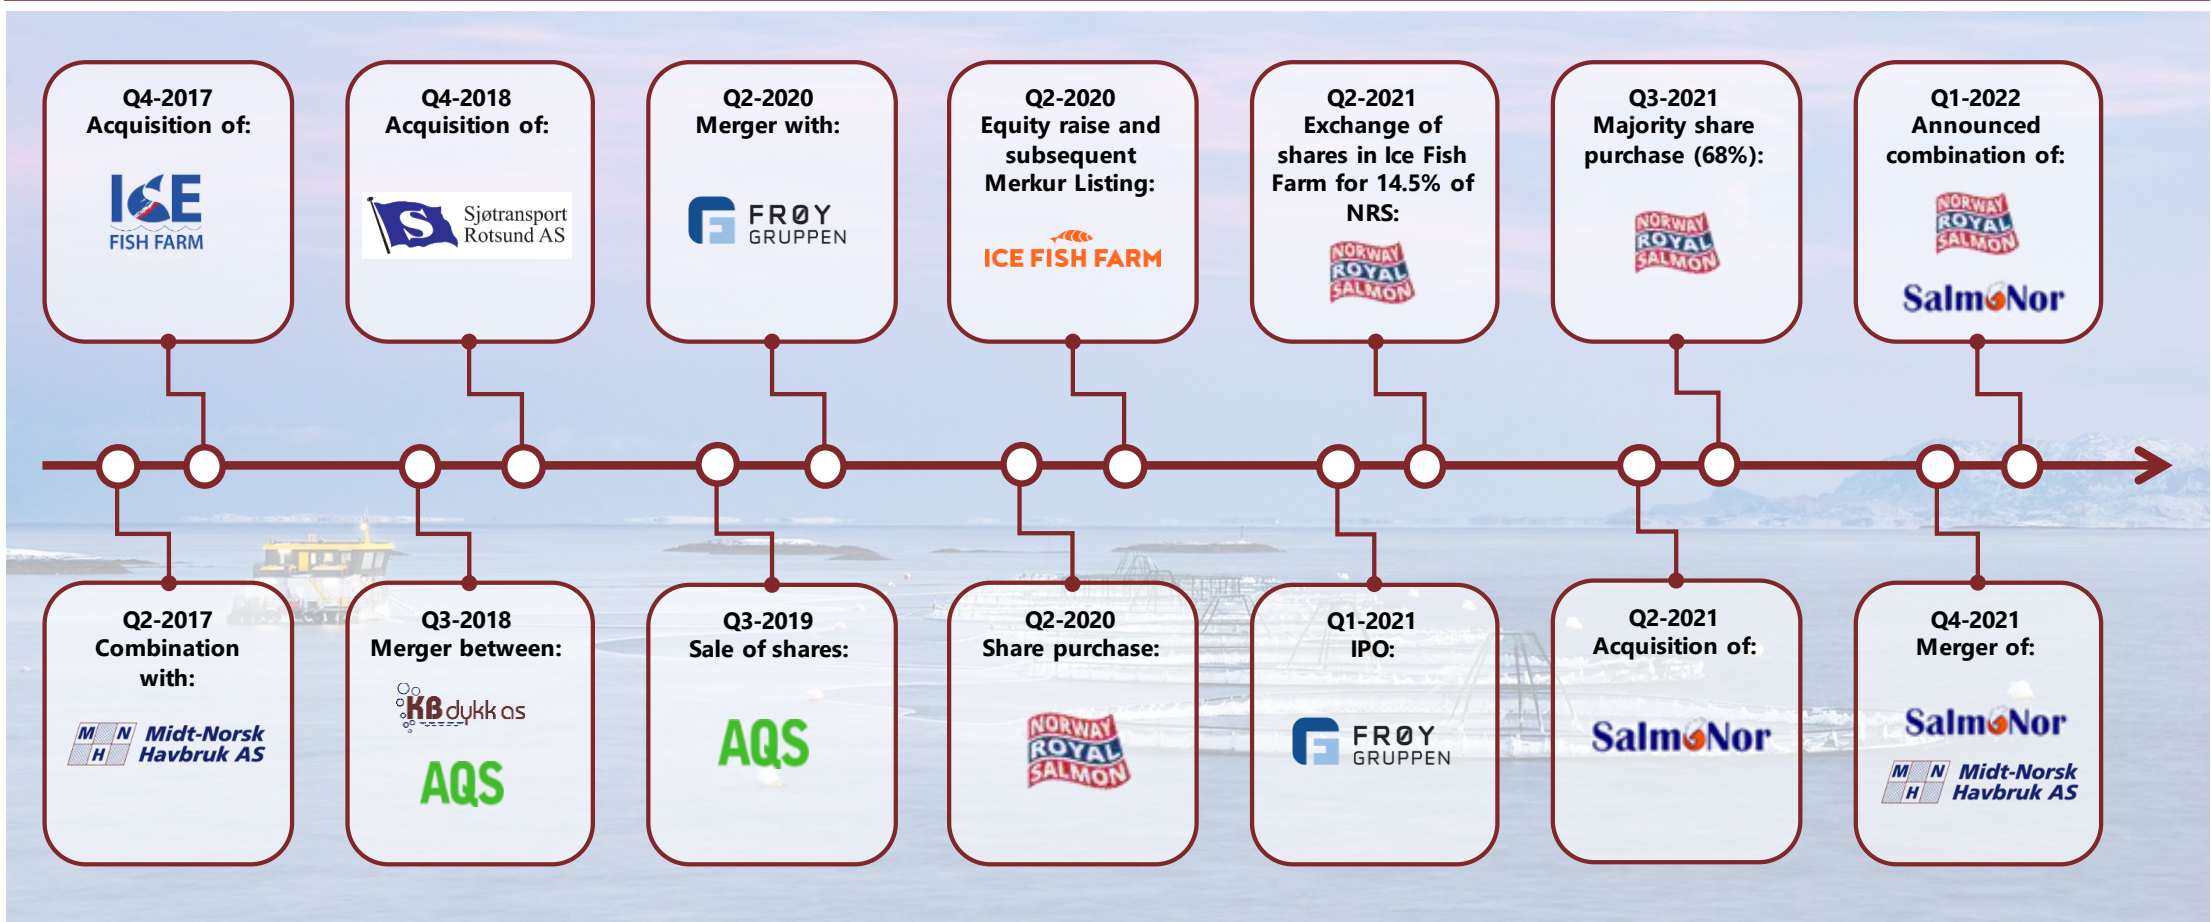 Q4-2017
Acquisition of:
ICE
FISH FARM
Q4-2018
Acquisition of:
S
Sjøtransport
Rotsund AS
Q2-2020
Merger with:
FRØY
GRUPPEN
Q2-2020
Equity raise and
subsequent
Merkur Listing:
ICE FISH FARM
Q2-2021
Exchange of
shares in Ice Fish
Farm for 14.5% of
NRS:
NORWAY
ROYAL
SALMON
Q3-2021
Majority share
purchase (68%):
NORWAY
ROYAL
SALMON
Q1-2022
Announced
combination of:
NORWAY
ROYAL
SALMON
SalmoNor
Q2-2017
Combination
with:
M N H
Midt-Norsk
Havbruk AS
Q3-2018
Merger between:
KB dykk as
AQS
Q3-2019
Sale of shares:
AQS
Q2-2020
Share purchase:
NORWAY
ROYAL
SALMON
Q1-2021
IPO:
FRØY
GRUPPEN
Q2-2021
Acquisition of:
SalmoNor
Q4-2021
Merger of:
SalmoNor
M N H
Midt-Norsk
Havbruk AS